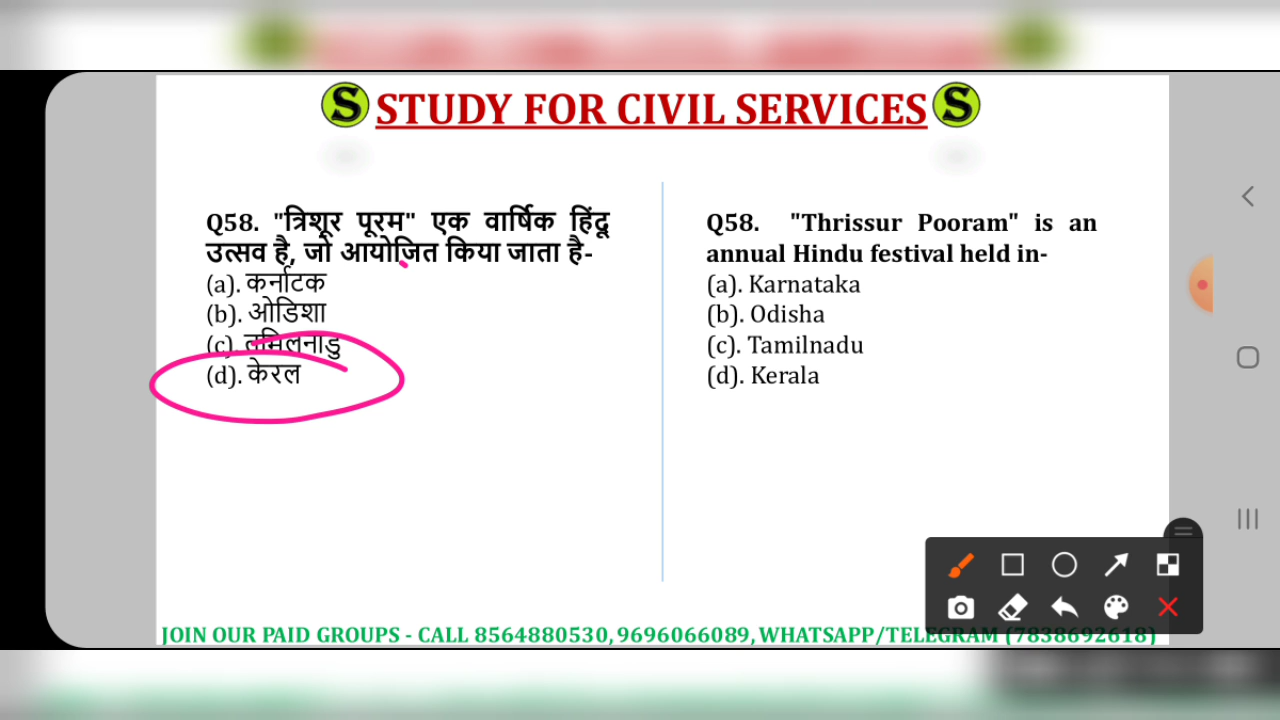 S STUDY FOR CIVIL SERVICES S
Q58. "त्रिशूर पूरम" एक वार्षिक हिंदू
उत्सव है, जो आयोजित किया जाता है-
(a). कर्नाटक
(b). ओडिशा
(c). तमिलनाडु
(d). केरल
Q58. "Thrissur Pooram" is an
annual Hindu festival held in-
(a). Karnataka
(b). Odisha
(c). Tamilnadu
(d). Kerala
JOIN OUR PAID GROUPS - CALL 8564880530, 9696066089, WHATSAPP/TELEGRAM (7838692618)